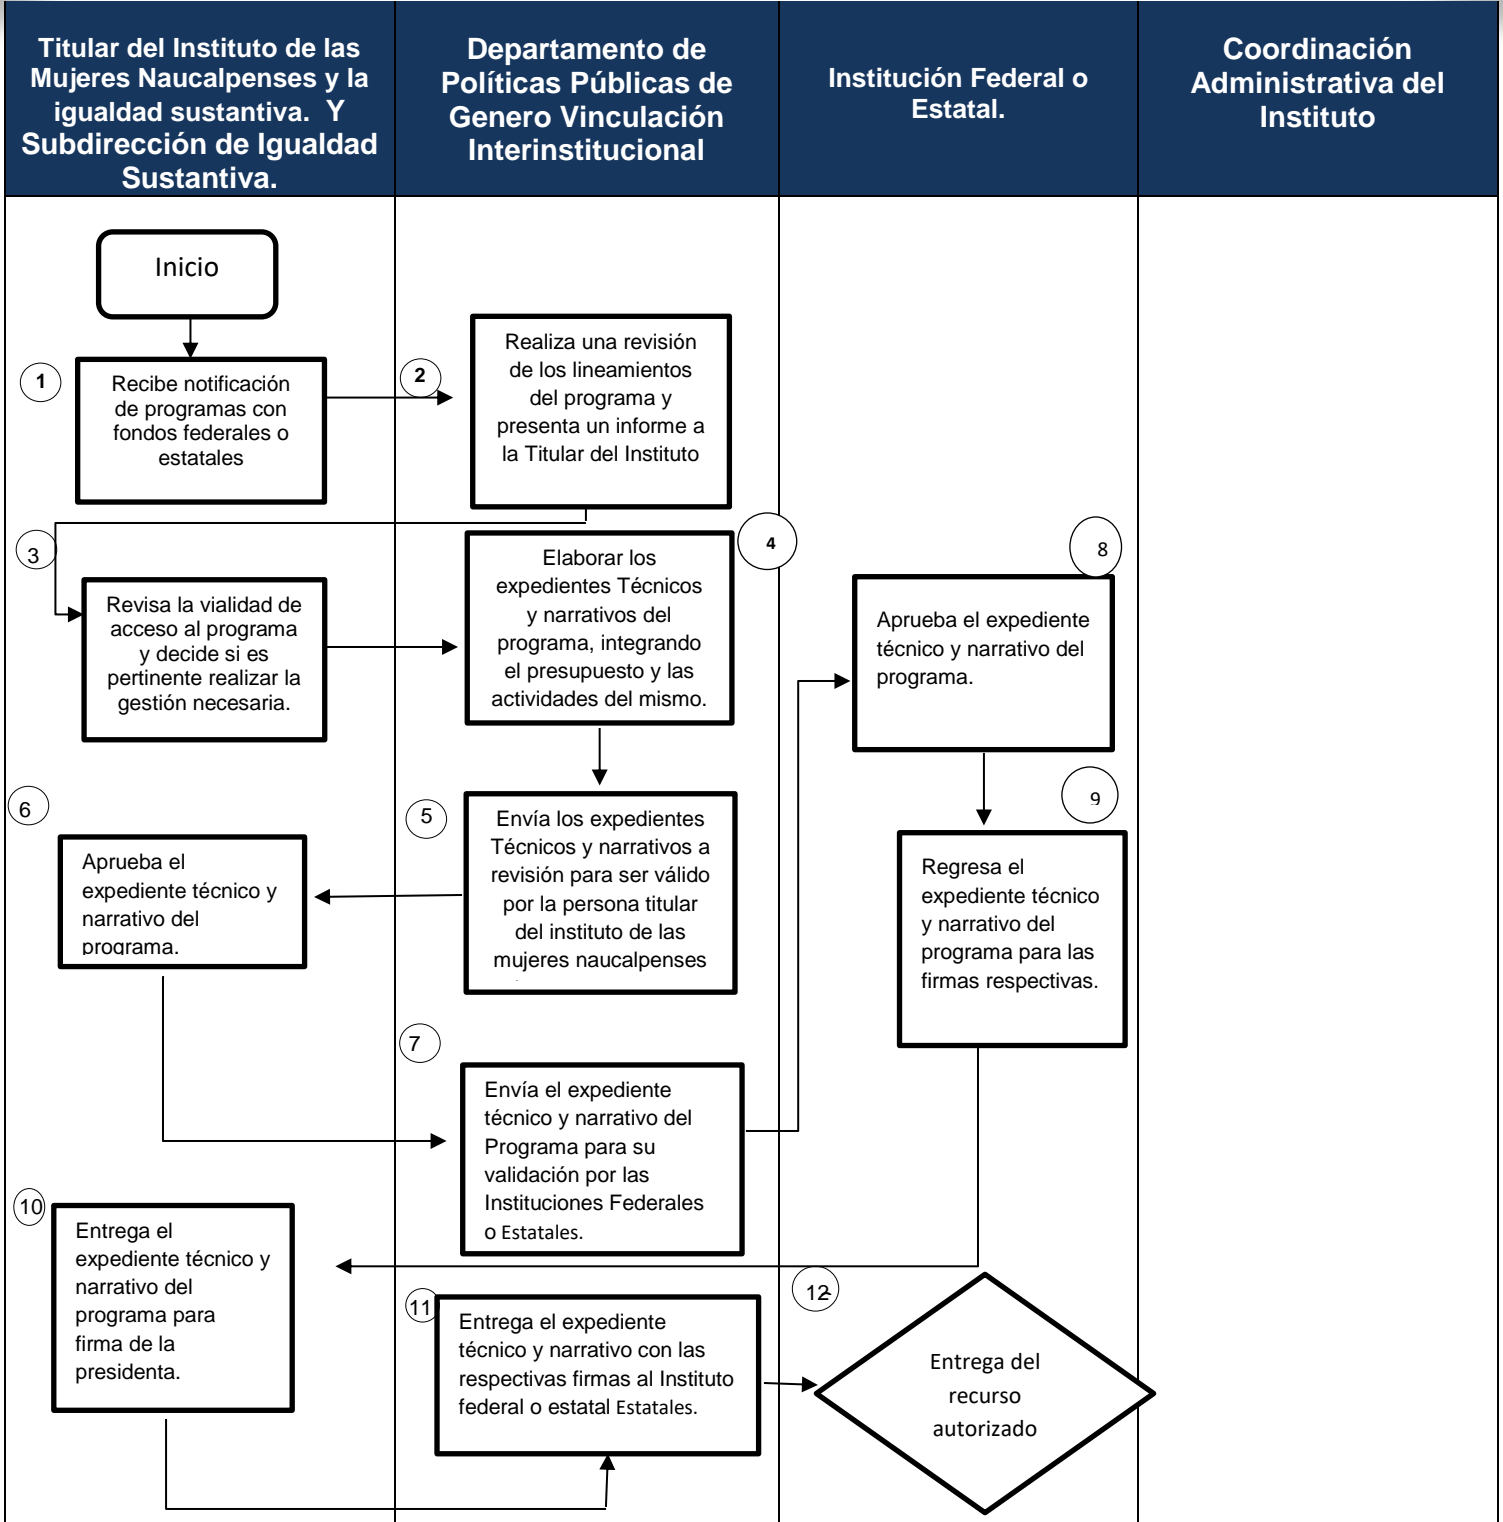 Titular del Instituto de las
Mujeres Naucalpenses y la
igualdad sustantiva. Y
Subdirección de Igualdad
Sustantiva.
Departamento de
Políticas Públicas de
Genero Vinculación
Interinstitucional
Institución Federal o
Estatal.
Coordinación
Administrativa del
Instituto
Inicio
1
Recibe notificación
de programas con
fondos federales o
estatales
2
Realiza una revisión
de los lineamientos
del programa y
presenta un informe a
la Titular del Instituto
3
Revisa la vialidad de
acceso al programa
y decide si es
pertinente realizar la
gestión necesaria.
4
Elaborar los
expedientes Técnicos
y narrativos del
programa, integrando
el presupuesto y las
actividades del mismo.
5
Envía los expedientes
Técnicos y narrativos a
revisión para ser válido
por la persona titular
del instituto de las
mujeres naucalpenses
6
Aprueba el
expediente técnico y
narrativo del
programa.
7
Envía el expediente
técnico y narrativo del
Programa para su
validación por las
Instituciones Federales
o Estatales.
8
Aprueba el expediente
técnico y narrativo del
programa.
9
Regresa el
expediente técnico
y narrativo del
programa para las
firmas respectivas.
10
Entrega el
expediente técnico y
narrativo del
programa para
firma de la
presidenta.
11
Entrega el expediente
técnico y narrativo con las
respectivas firmas al Instituto
federal o estatal Estatales.
12
Entrega del
recurso
autorizado